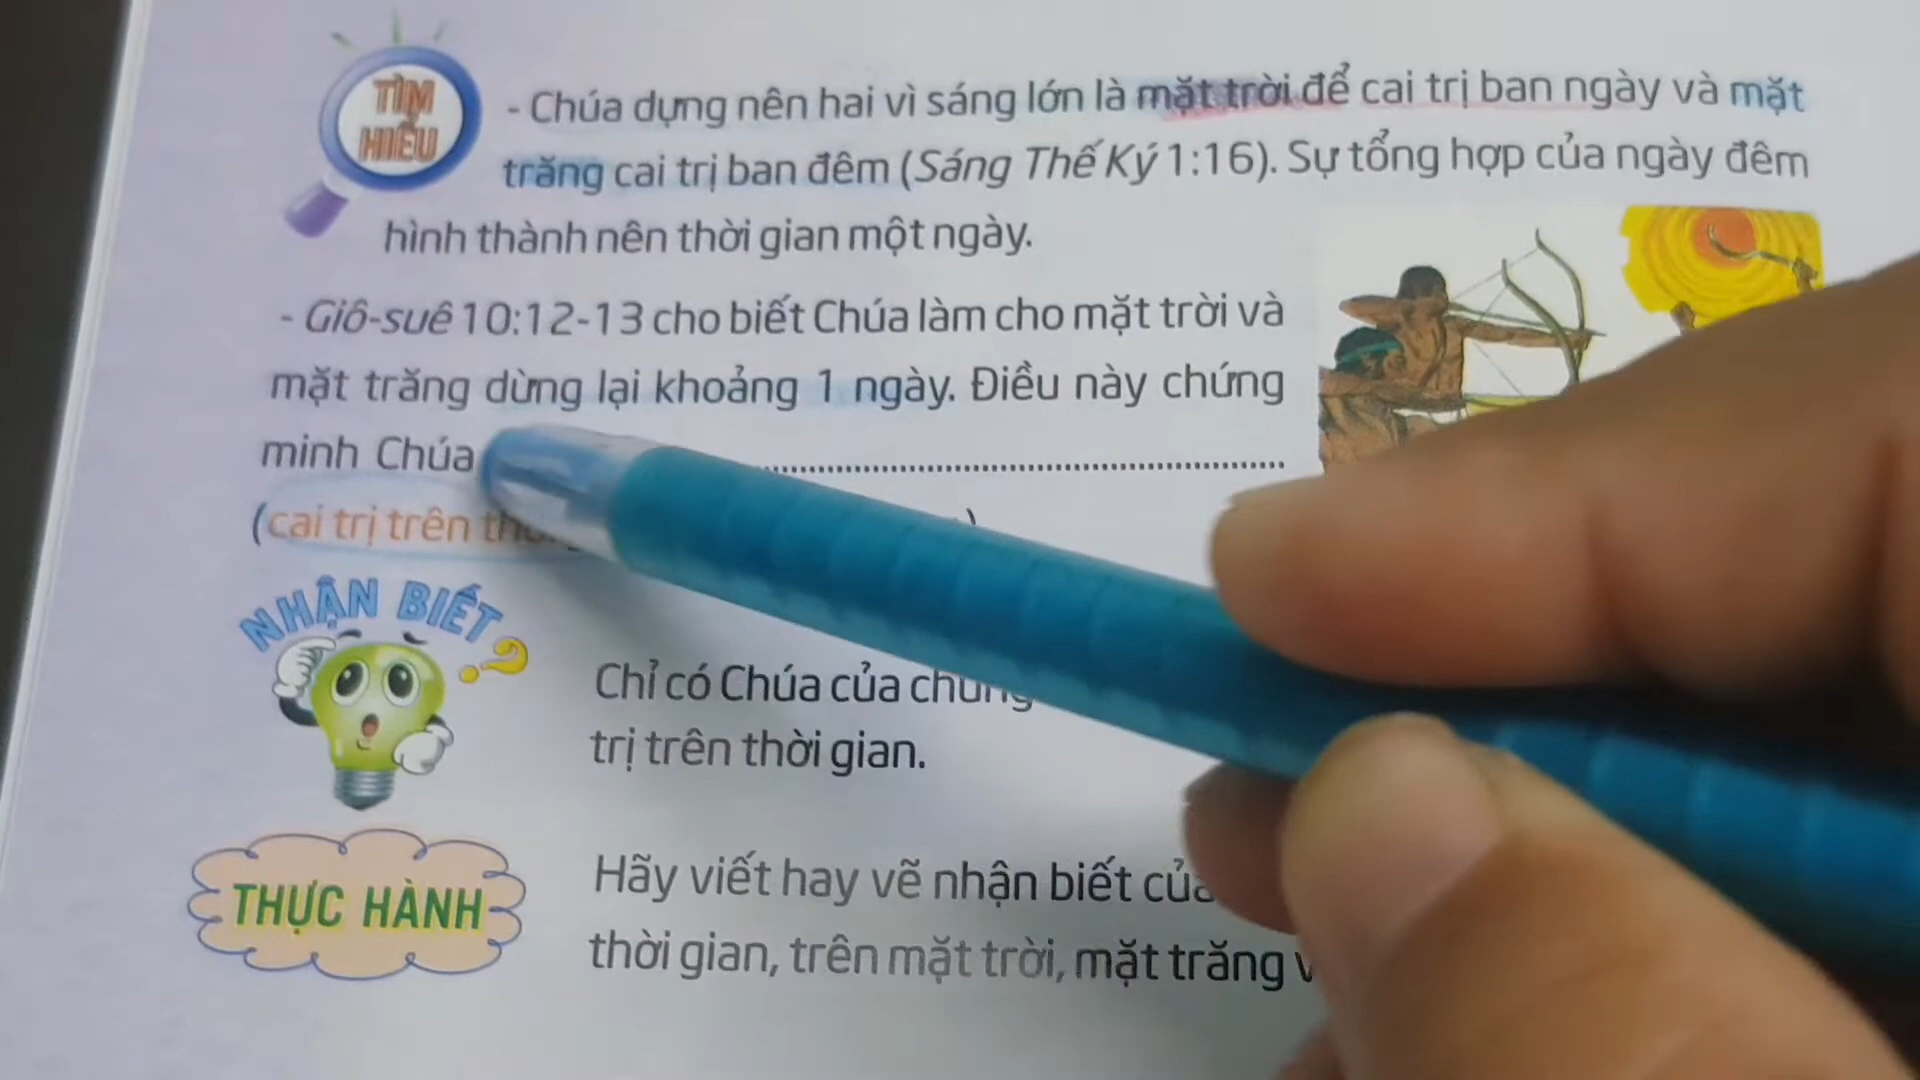 TÌM
HIỂU
- Chúa dựng nên hai vì sáng lớn là mặt trời để cai trị ban ngày và mặt
trăng cai trị ban đêm (Sáng Thế Ký 1:16). Sự tổng hợp của ngày đêm
hình thành nên thời gian một ngày.
- Giô-suê 10:12-13 cho biết Chúa làm cho mặt trời và
mặt trăng dừng lại khoảng 1 ngày. Điều này chứng
minh Chúa
(cai trị trên
NHẬN BIẾT?
Chỉ có Chúa của chúng
trị trên thời gian.
THỰC HÀNH
Hãy viết hay vẽ nhận biết của
thời gian, trên mặt trời, mặt trăng